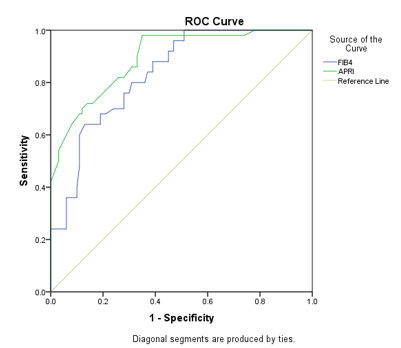 ROC Curve
Source of the
Curve
FIB4
APRI
Reference Line
1.0
0.8
0.6
0.4
0.2
0.0
Sensitivity
0.0 0.2 0.4 0.6 0.8 1.0
1 - Specificity
Diagonal segments are produced by ties.